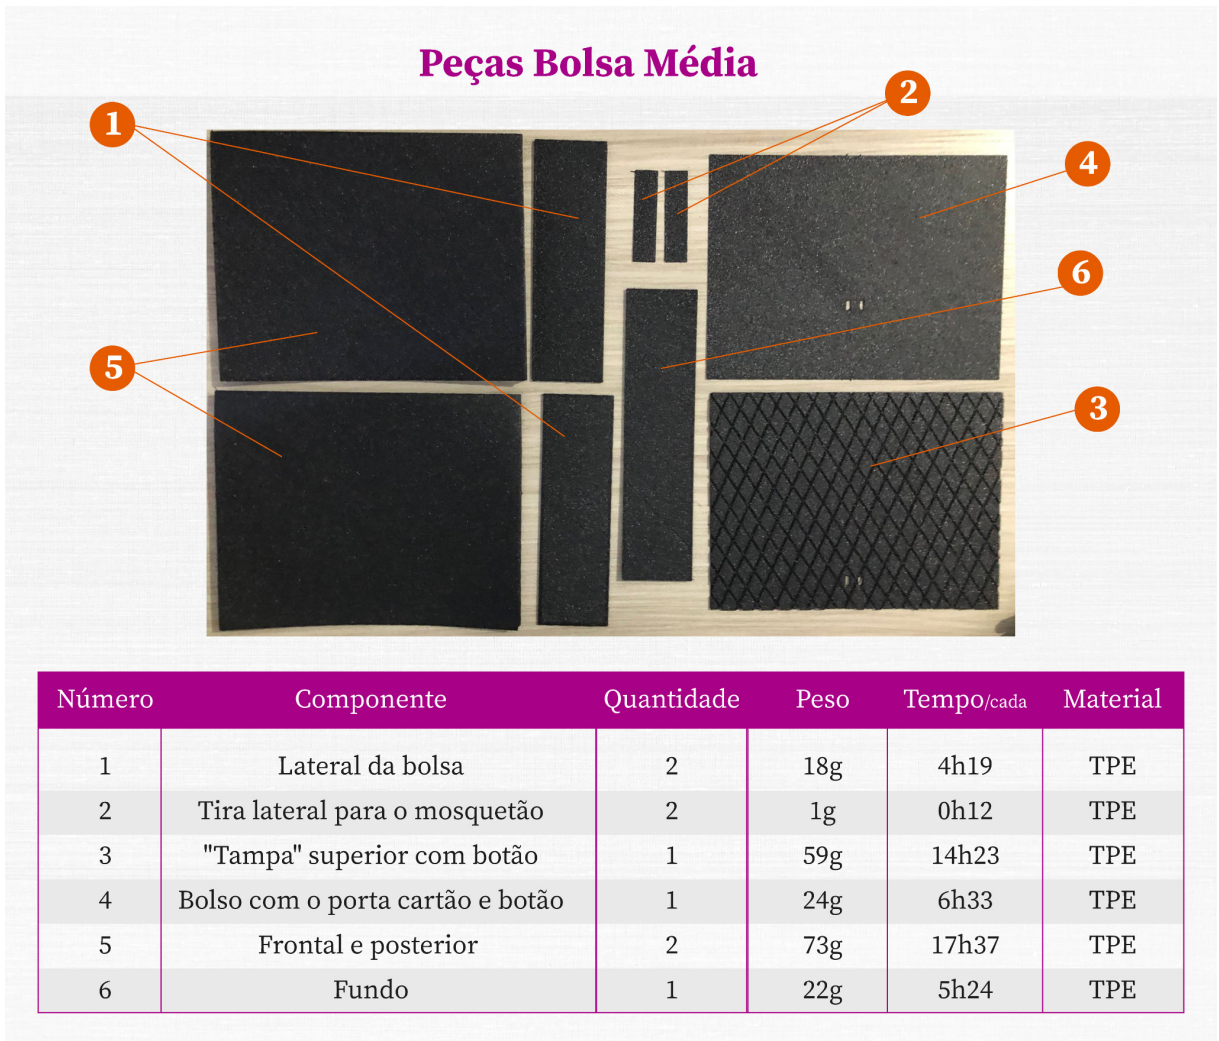 Peças Bolsa Média
1
2
4
6
5
3
Número Componente Quantidade Peso Tempo/cada Material
1 Lateral da bolsa 2 18g 4h19 TPE
2 Tira lateral para o mosquetão 2 1g 0h12 TPE
3 "Tampa" superior com botão 1 59g 14h23 TPE
4 Bolso com o porta cartão e botão 1 24g 6h33 TPE
5 Frontal e posterior 2 73g 17h37 TPE
6 Fundo 1 22g 5h24 TPE